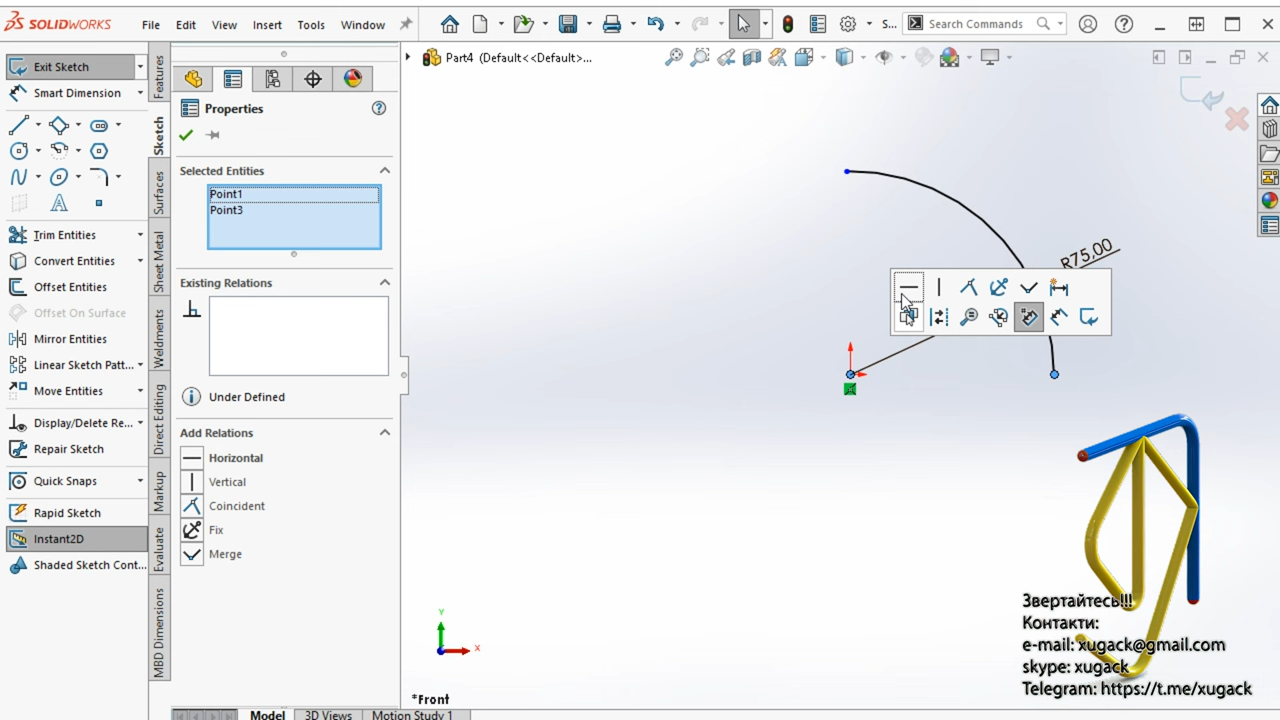 SOLIDWORKS File Edit View Insert Tools Window S... Search Commands
Exit Sketch
Smart Dimension
Trim Entities
Convert Entities
Offset Entities
Offset On Surface
Mirror Entities
Linear Sketch Patt...
Move Entities
Display/Delete Re...
Repair Sketch
Quick Snaps
Rapid Sketch
Instant2D
Shaded Sketch Cont...
Features
Sketch
Surfaces
Sheet Metal
Weldments
Direct Editing
Markup
Evaluate
MBD Dimensions
Properties
Selected Entities
Point1
Point3
Existing Relations
Under Defined
Add Relations
Horizontal
Vertical
Coincident
Fix
Merge
Part4 (Default<<Default>...
R75,00
Y
X
*Front
Звертайтесь!!!
Контакти:
e-mail: xugack@gmail.com
skype: xugack
Telegram: https://t.me/xugack
Model 3D Views Motion Study 1